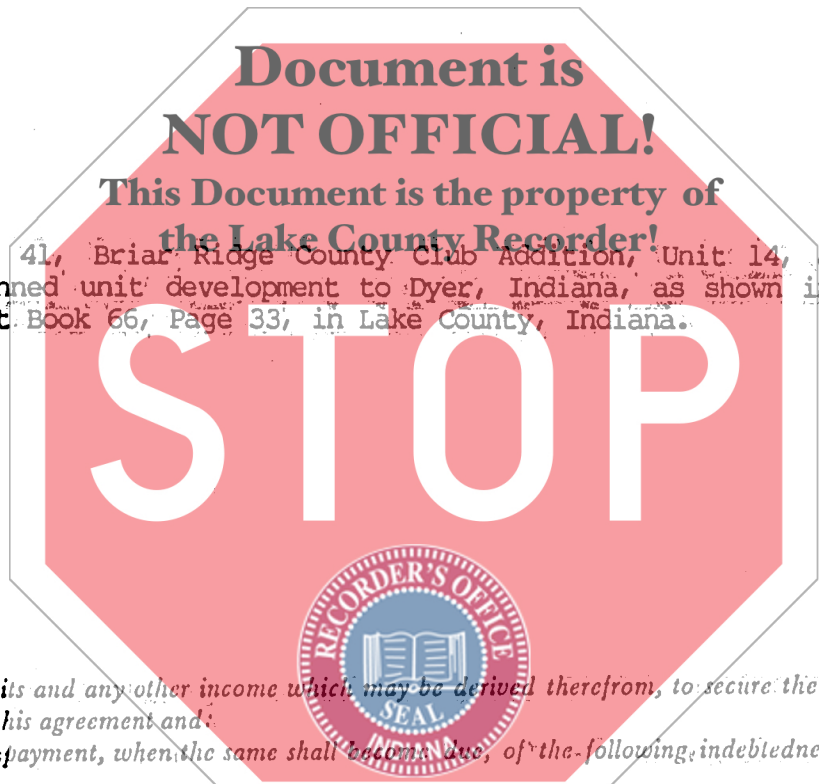 Document is
NOT OFFICIAL!
This Document is the property of
the Lake County Recorder!
41, Briar Ridge County Club Addition, Unit 14,
nned unit development to Dyer, Indiana, as shown i
t Book 66, Page 33, in Lake County, Indiana.
STOP
RECORDER'S OFFICE
SEAL
INDIANA
its and any other income which may be derived therefrom, to secure the
his agreement and:
payment, when the same shall become due, of the following indebtedne